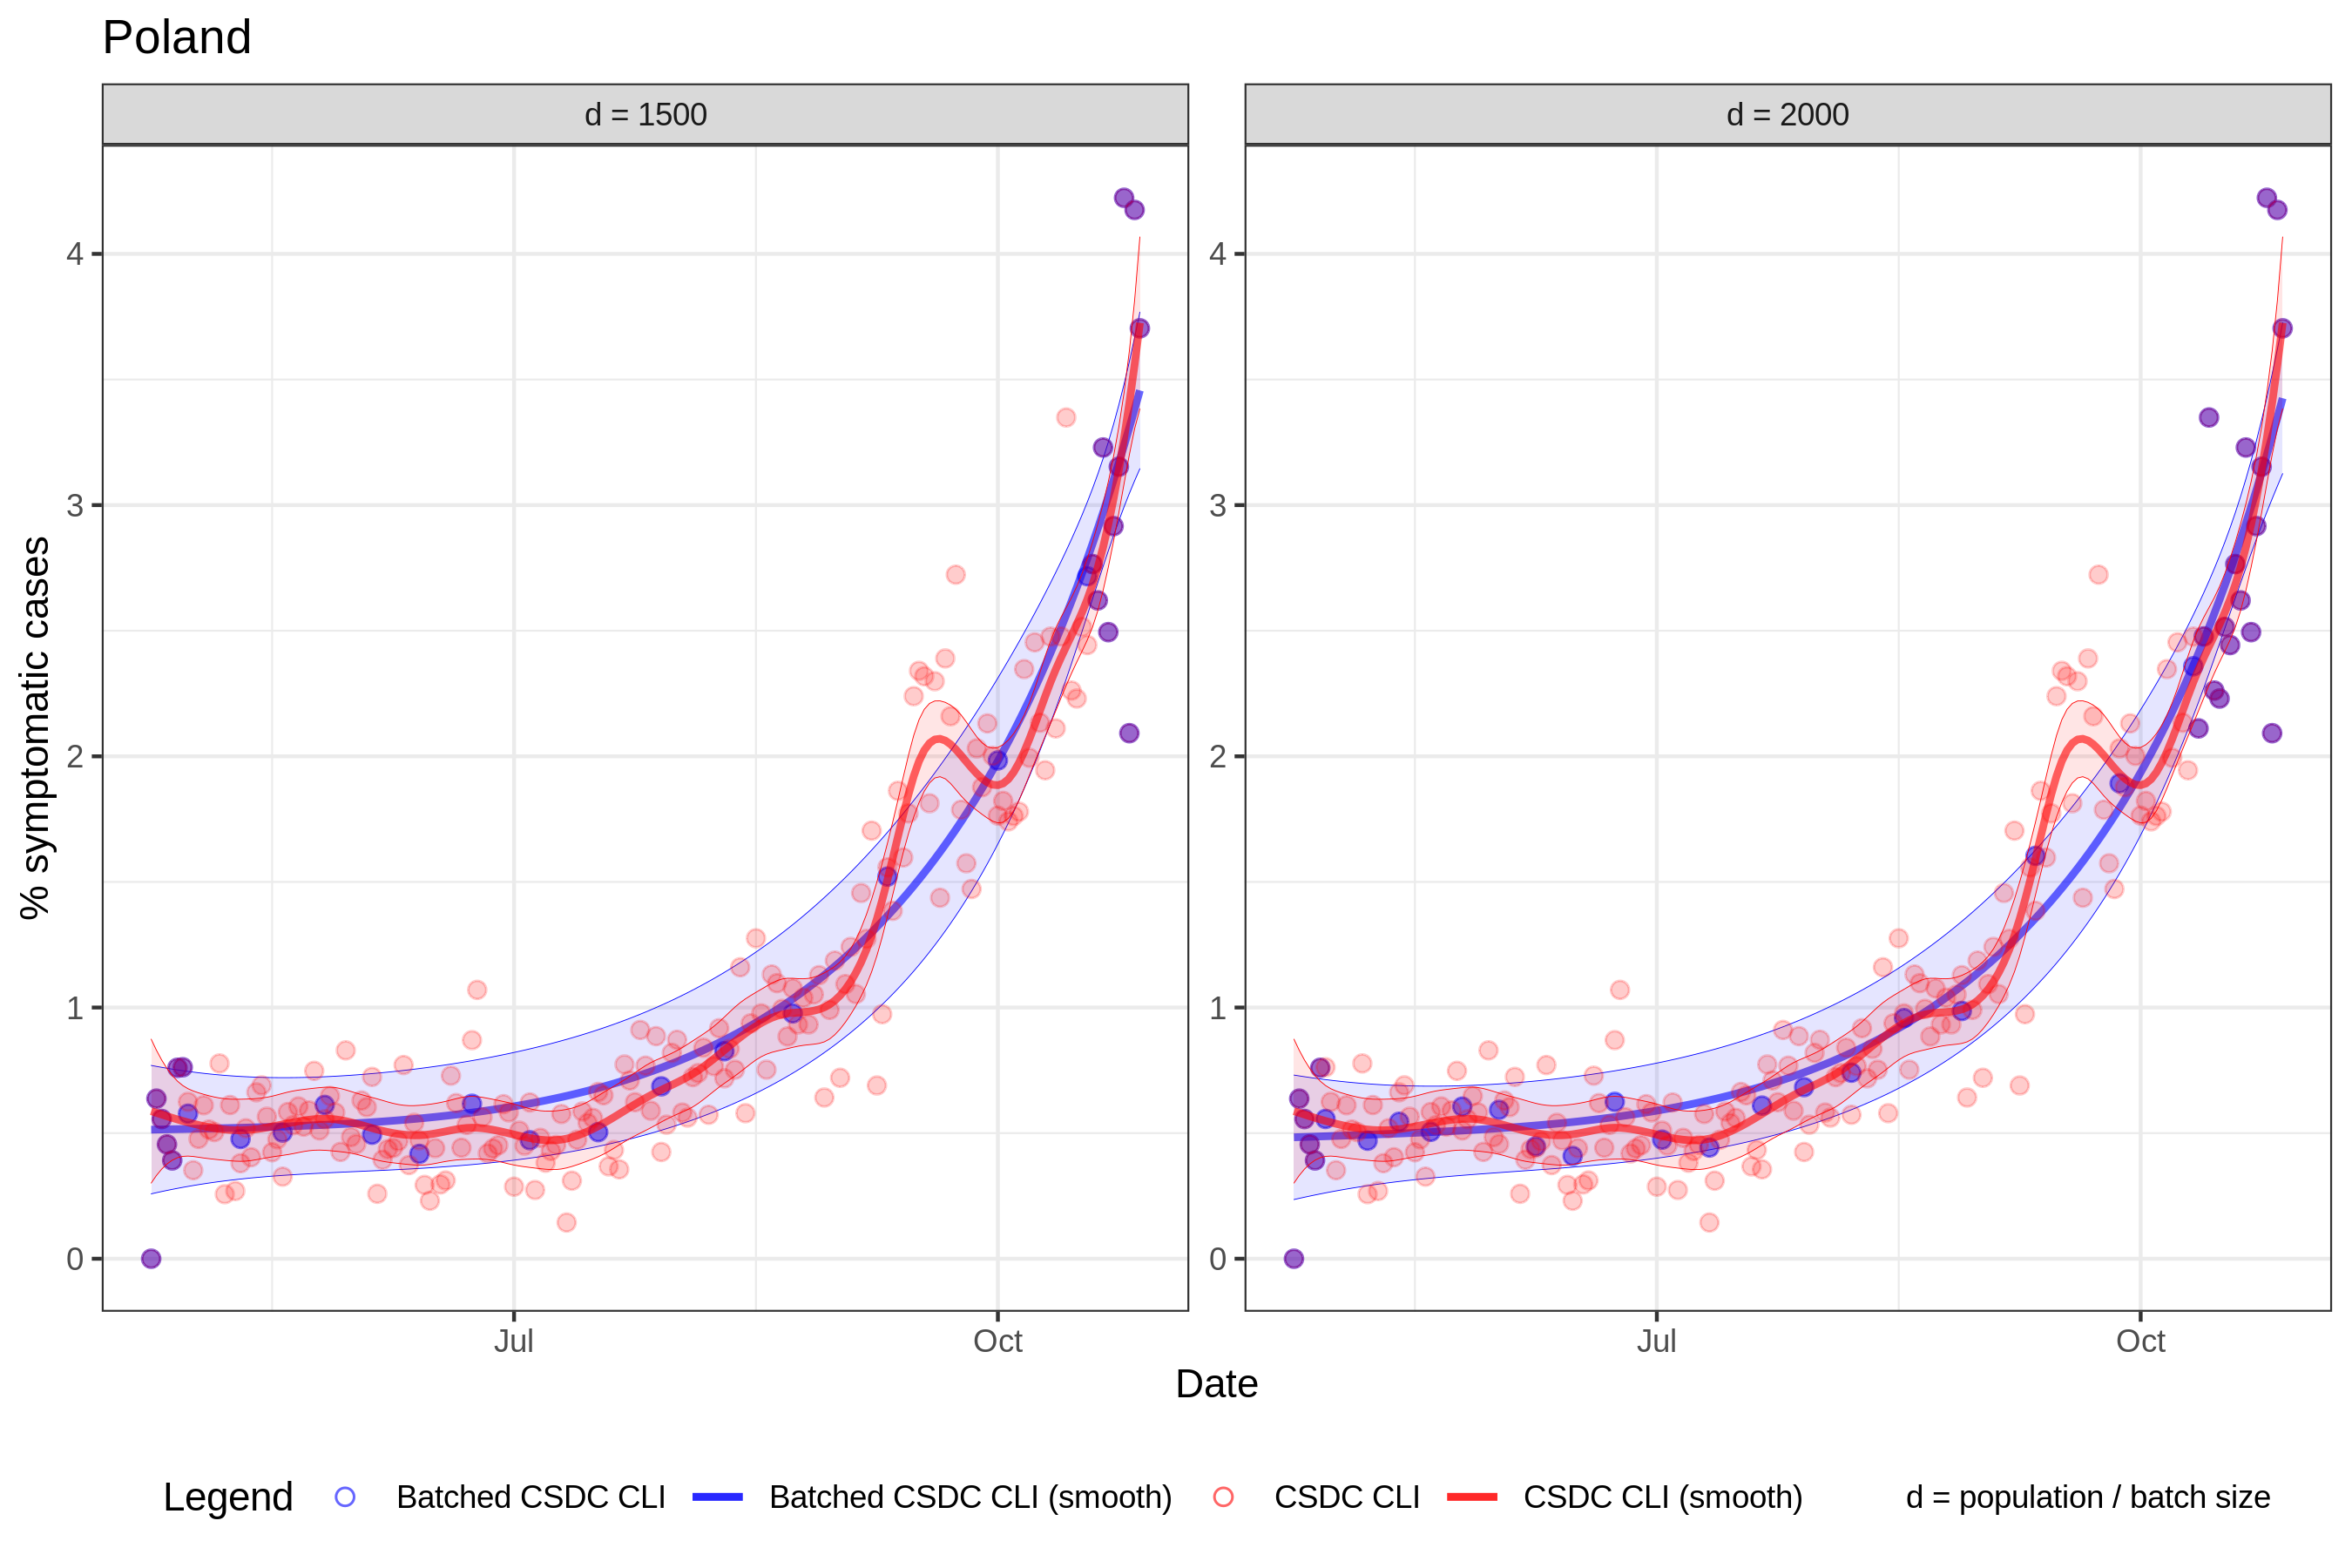 Poland
d = 1500
d = 2000
% symptomatic cases
4
3
2
1
0
4
3
2
1
0
Jul
Oct
Jul
Oct
Date
Legend
Batched CSDC CLI
Batched CSDC CLI (smooth)
CSDC CLI
CSDC CLI (smooth)
d = population / batch size